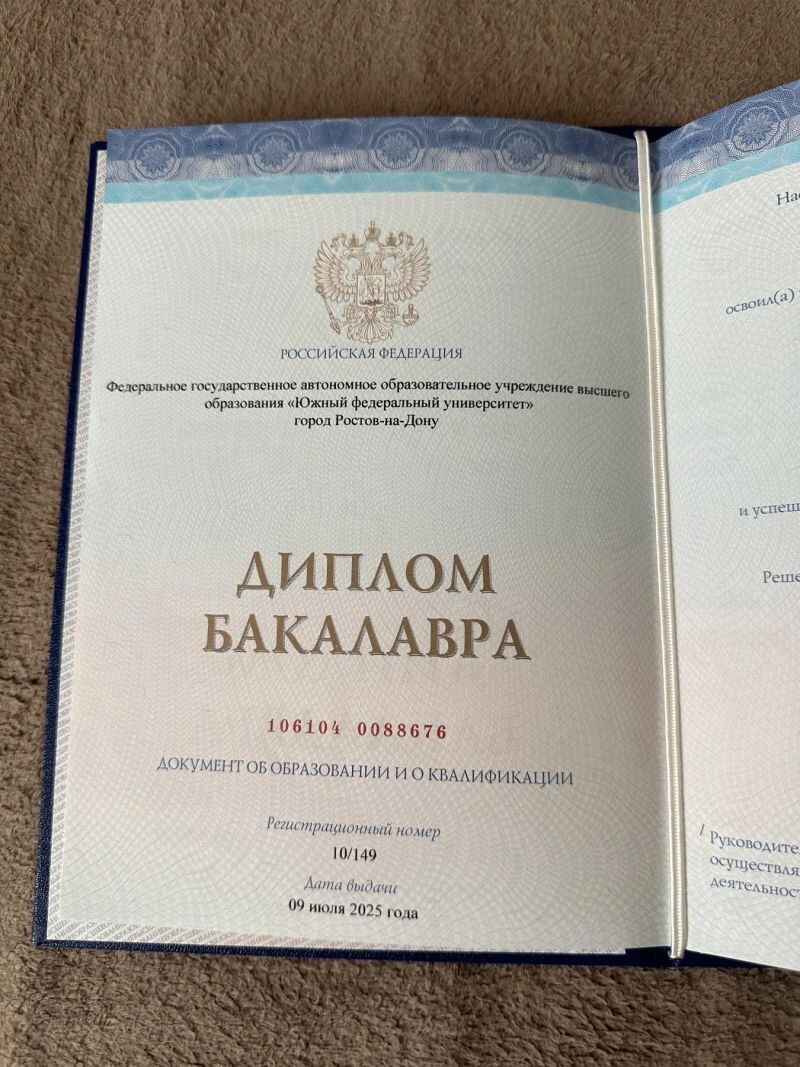 РОССИЙСКАЯ ФЕДЕРАЦИЯ
Федеральное государственное автономное образовательное учреждение высшего
образования «Южный федеральный университет»
город Ростов-на-Дону
ДИПЛОМ
БАКАЛАВРА
106104 0088676
ДОКУМЕНТ ОБ ОБРАЗОВАНИИ И О КВАЛИФИКАЦИИ
Регистрационный номер
10/149
Дата выдачи
09 июля 2025 года
освоил(а)